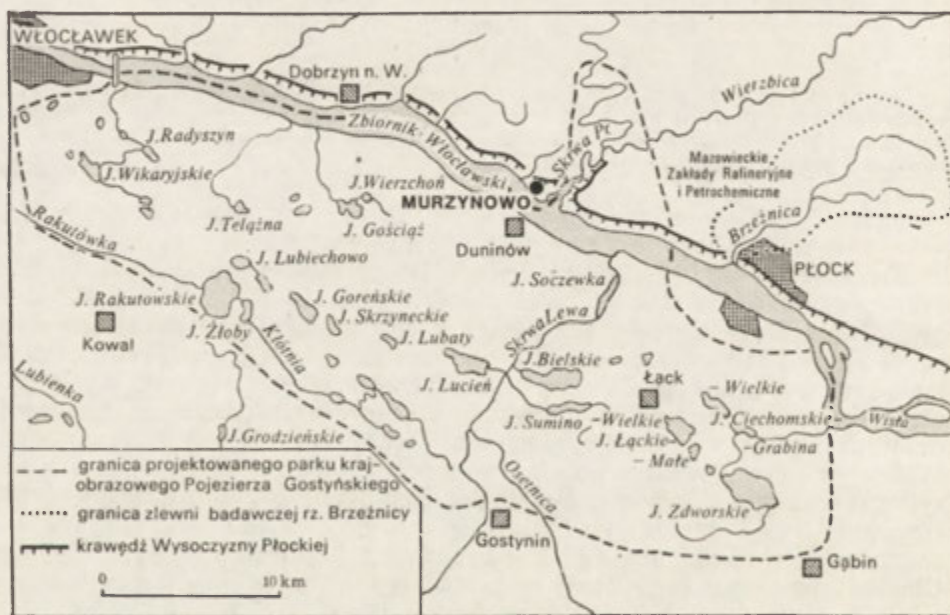 WŁOCŁAWEK
Dobrzyn n. W.
Zbiornik Włocławski
Skrwa Pr.
Wierzbica
J. Radyszyn
J. Wikaryjskie
J. Wierzchoń
MURZYNOWO
Mazowieckie
Zakłady Rafineryjne
i Petrochemiczne
Brzeźnica
J. Telążna
J. Gościąż
Duninów
PŁOCK
Rakutówka
J. Lubiechowo
J. Soczewka
J. Rakutowskie
J. Goreńskie
J. Skrzyneckie
Kowal
J. Żłoby
Kłótnia
J. Lubaty
Skrwa Lewa
J. Bielskie
Lubieńka
J. Lucień
Łąck
–Wielkie
J. Sumino
–Wielkie
J. Ciechomskie
Wisła
J. Grodzieńskie
J. Łąckie
–Grabina
–Małe
Osetnica
J. Zdworskie
Gostynin
Gąbin
granica projektowanego parku kraj-
obrazowego Pojezierza Gostyńskiego
granica zlewni badawczej rz. Brzeźnicy
krawędź Wysoczyzny Płockiej
0 10 km